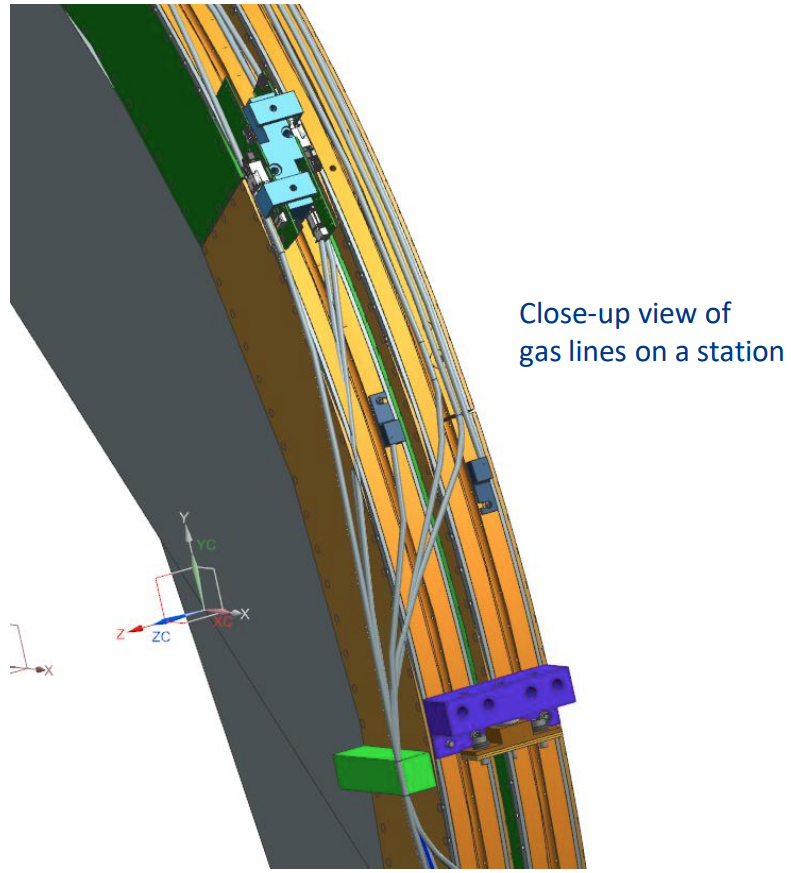 Close-up view of
gas lines on a station
Y
YC
X
XC
Z
ZC
X